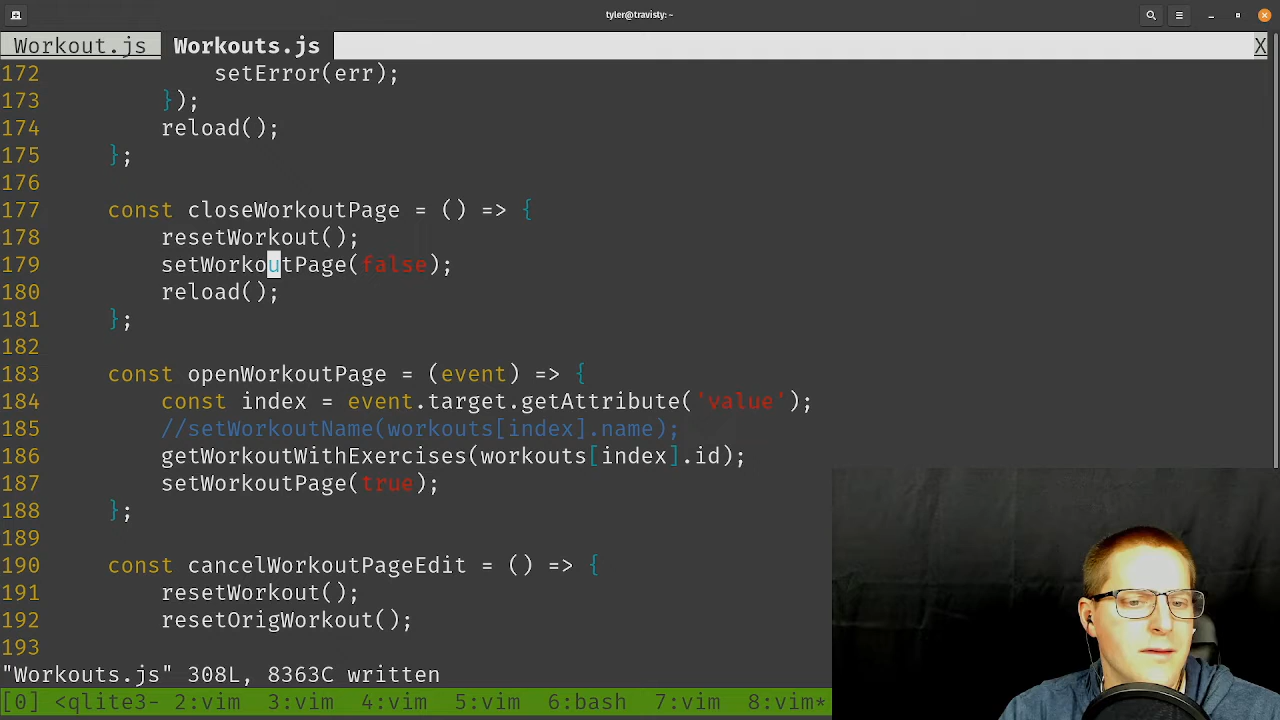 tyler@travisty: ~
Workout.js Workouts.js X
172 setError(err);
173 });
174 reload();
175 };
176
177 const closeWorkoutPage = () => {
178 resetWorkout();
179 setWorkoutPage(false);
180 reload();
181 };
182
183 const openWorkoutPage = (event) => {
184 const index = event.target.getAttribute('value');
185 //setWorkoutName(workouts[index].name);
186 getWorkoutWithExercises(workouts[index].id);
187 setWorkoutPage(true);
188 };
189
190 const cancelWorkoutPageEdit = () => {
191 resetWorkout();
192 resetOrigWorkout();
193
"Workouts.js" 308L, 8363C written
[0] <qlite3- 2:vim 3:vim 4:vim 5:vim 6:bash 7:vim 8:vim*